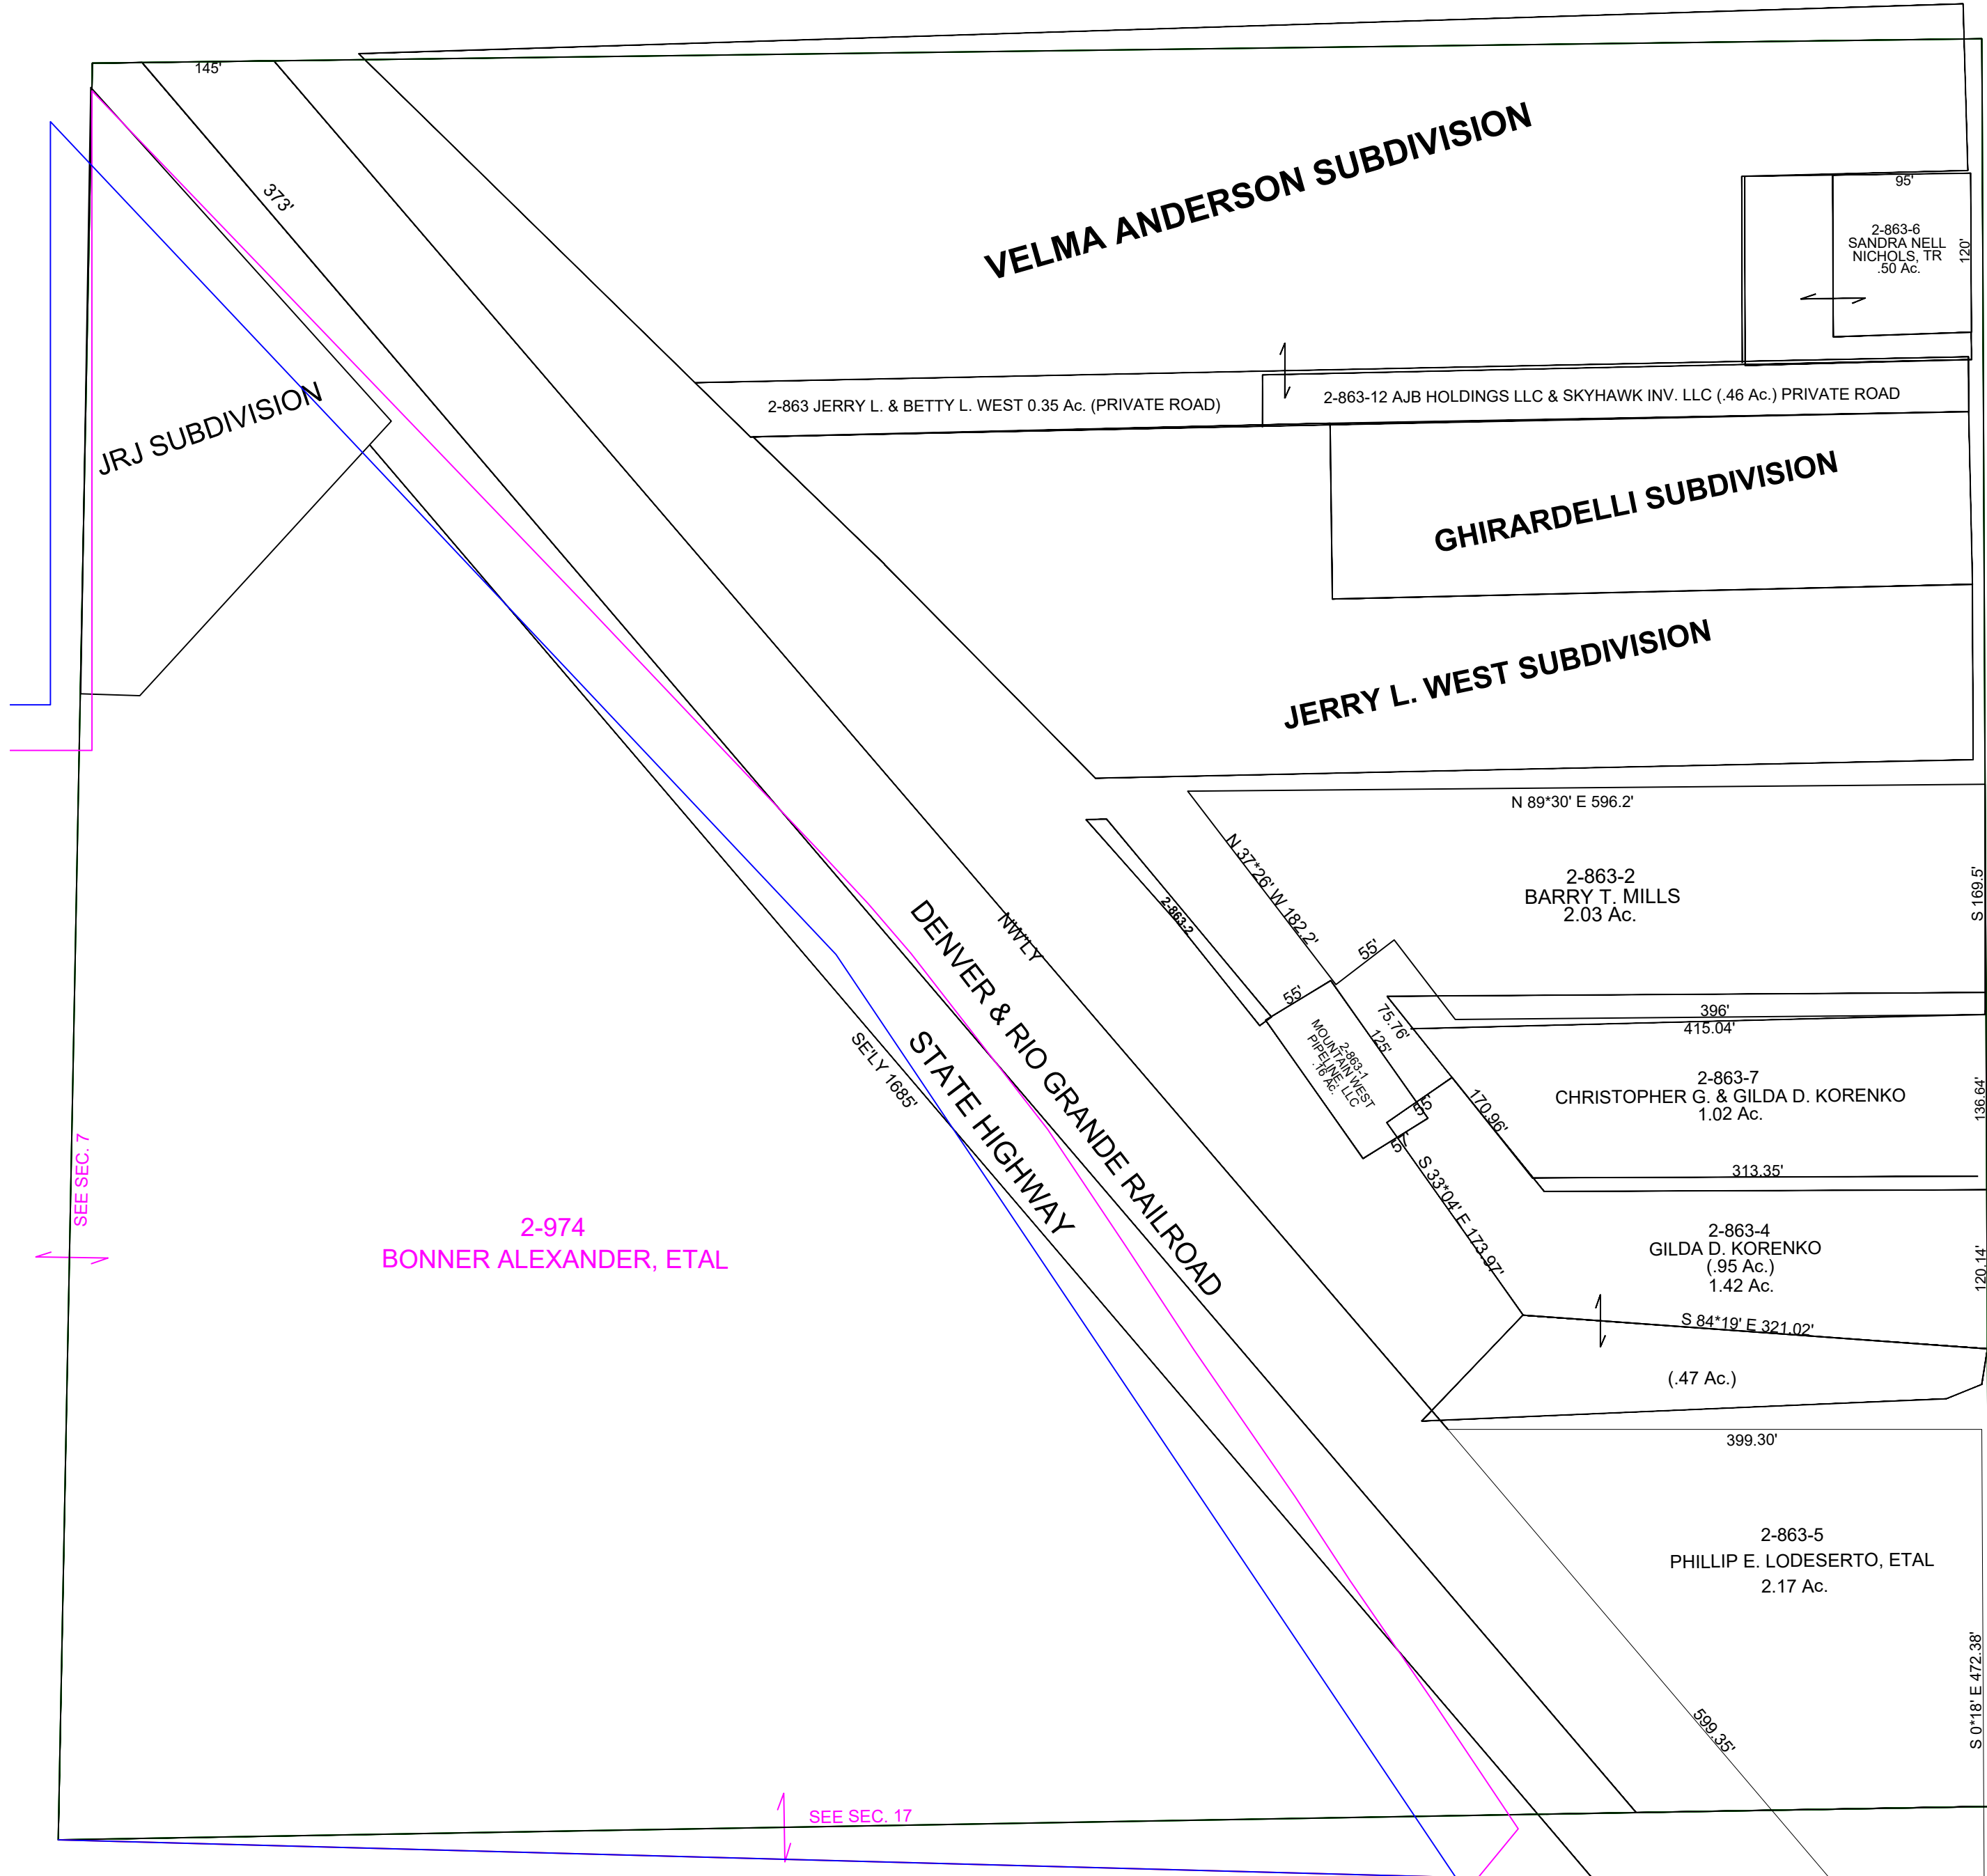 145'
373'
VELMA ANDERSON SUBDIVISION
95'
2-863-6
SANDRA NELL
NICHOLS, TR
.50 Ac.
120'
JRJ SUBDIVISION
2-863 JERRY L. & BETTY L. WEST 0.35 Ac. (PRIVATE ROAD)
2-863-12 AJB HOLDINGS LLC & SKYHAWK INV. LLC (.46 Ac.) PRIVATE ROAD
GHIRARDELLI SUBDIVISION
JERRY L. WEST SUBDIVISION
N 89*30' E 596.2'
N 37*26' W 182.2'
2-863-2
BARRY T. MILLS
2.03 Ac.
S 169.5'
2-863-2
NW'LY
55'
55'
396'
415.04'
75.76'
125'
2-863-1
MOUNTAIN WEST
PIPELINE, LLC
.16 Ac.
2-863-7
CHRISTOPHER G. & GILDA D. KORENKO
1.02 Ac.
136.64'
170.96'
55'
55'
313.35'
DENVER & RIO GRANDE RAILROAD
STATE HIGHWAY
SE'LY 1685'
SEE SEC. 7
2-974
BONNER ALEXANDER, ETAL
S 33*04' E 173.97'
2-863-4
GILDA D. KORENKO
(.95 Ac.)
1.42 Ac.
120.14'
S 84*19' E 321.02'
(.47 Ac.)
399.30'
2-863-5
PHILLIP E. LODESERTO, ETAL
2.17 Ac.
S 0*18' E 472.38'
599.35'
SEE SEC. 17